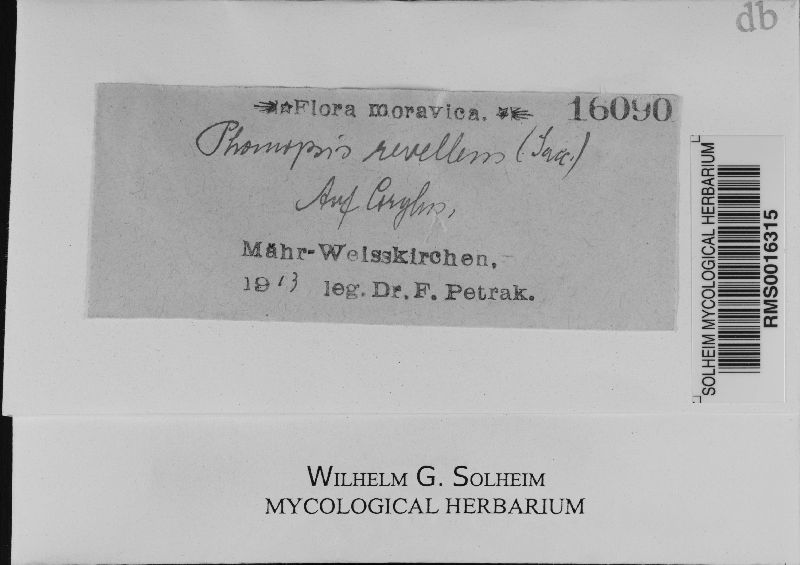 db
Flora moravica. 16090
Phomopsis revellens (Sacc.)
Auf Corylus,
Mähr-Weisskirchen,
1913 leg. Dr. F. Petrak.
SOLHEIM MYCOLOGICAL HERBARIUM
RMS0016315
WILHELM G. SOLHEIM
MYCOLOGICAL HERBARIUM